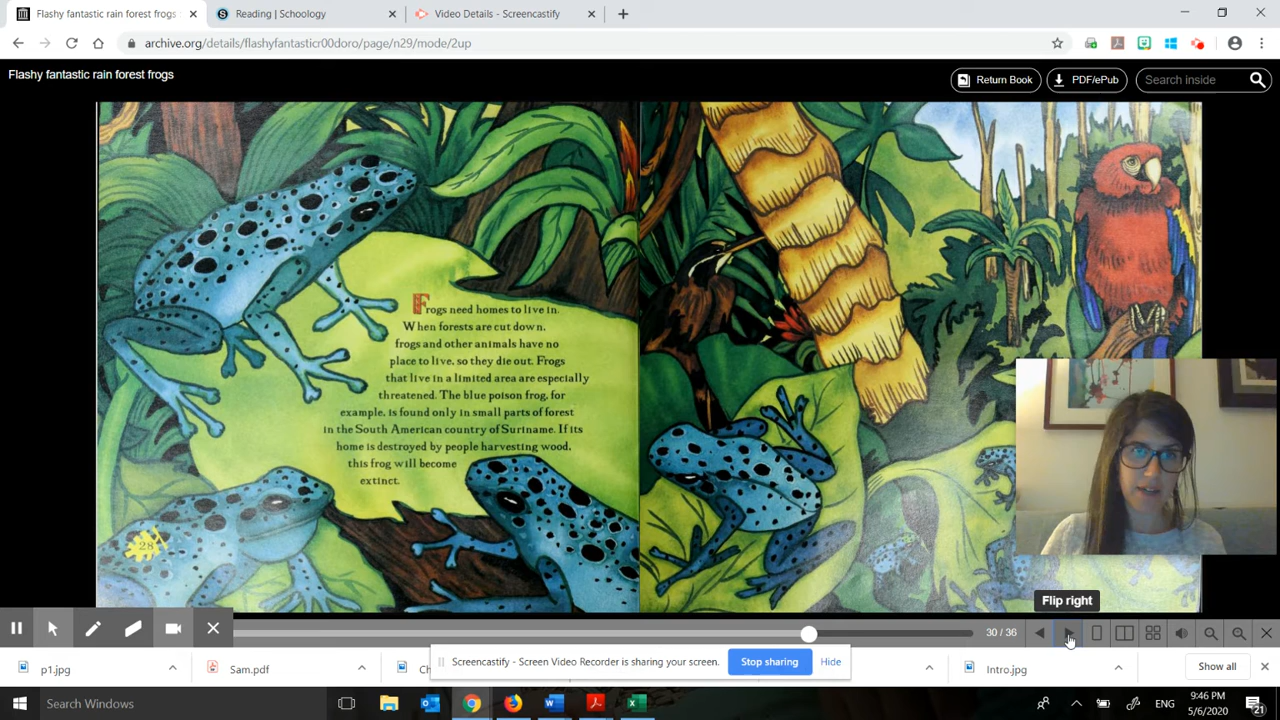 Flashy fantastic rain forest frogs
Reading | Schoology
Video Details - Screencastify
archive.org/details/flashyfantasticr00doro/page/n29/mode/2up
Flashy fantastic rain forest frogs
Return Book
PDF/ePub
Search inside
Frogs need homes to live in.
When forests are cut down,
frogs and other animals have no
place to live, so they die out. Frogs
that live in a limited area are especially
threatened. The blue poison frog, for
example, is found only in small parts of forest
in the South American country of Suriname. If its
home is destroyed by people harvesting wood,
this frog will become
extinct.
28
Flip right
30 / 36
p1.jpg
Sam.pdf
Screencastify - Screen Video Recorder is sharing your screen.
Stop sharing
Hide
Intro.jpg
Show all
Search Windows
ENG
9:46 PM
5/6/2020
21